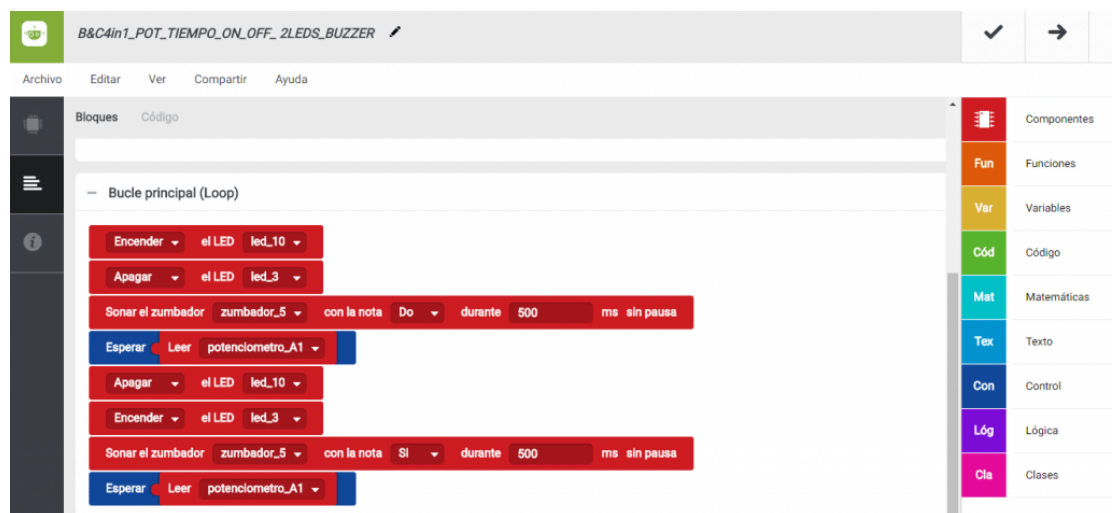 B&C4in1_POT_TIEMPO_ON_OFF_ 2LEDS_BUZZER
Archivo Editar Ver Compartir Ayuda
Bloques Código
Bucle principal (Loop)
Encender el LED led_10
Apagar el LED led_3
Sonar el zumbador zumbador_5 con la nota Do durante 500 ms sin pausa
Esperar Leer potenciometro_A1
Apagar el LED led_10
Encender el LED led_3
Sonar el zumbador zumbador_5 con la nota SI durante 500 ms sin pausa
Esperar Leer potenciometro_A1
Componentes
Fun Funciones
Var Variables
Cód Código
Mat Matemáticas
Tex Texto
Con Control
Lóg Lógica
Cla Clases